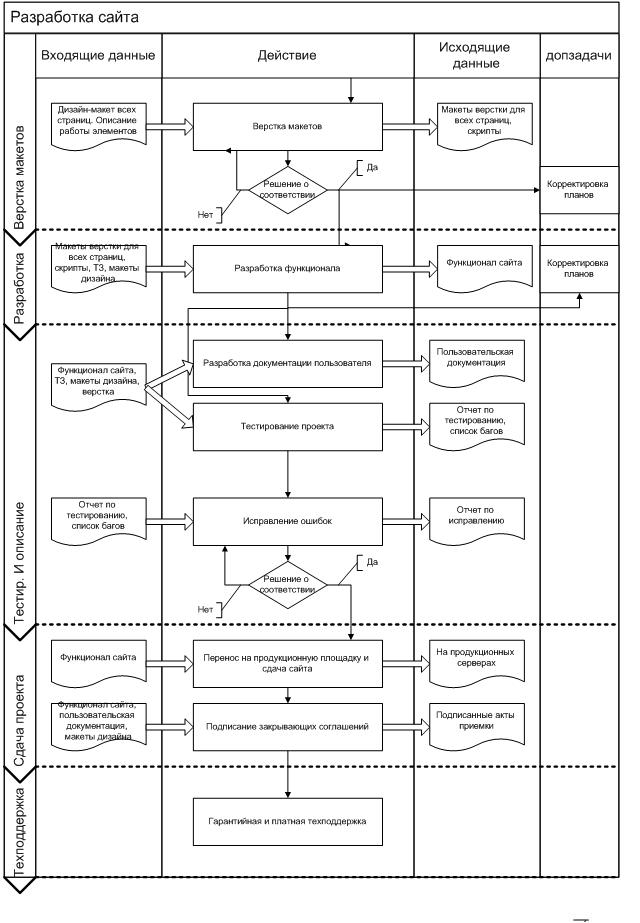 Разработка сайта
Входящие данные
Действие
Исходящие
данные
допзадачи
Верстка макетов
Дизайн-макет всех
страниц. Описание
работы элементов
Верстка макетов
Макеты верстки для
всех страниц,
скрипты
Решение о
соответствии
Да
Нет
Корректировка
планов
Разработка
Макеты верстки для
всех страниц,
скрипты, ТЗ, макеты
дизайна
Разработка функционала
Функционал сайта
Корректировка
планов
Тестир. И описание
Функционал сайта,
ТЗ, макеты дизайна,
верстка
Разработка документации пользователя
Пользовательская
документация
Тестирование проекта
Отчет по
тестированию,
список багов
Отчет по
тестированию,
список багов
Исправление ошибок
Отчет по
исправлению
Решение о
соответствии
Да
Нет
Сдача проекта
Функционал сайта
Перенос на продукционную площадку и
сдача сайта
На продукционных
серверах
Функционал сайта,
пользовательская
документация,
макеты дизайна
Подписание закрывающих соглашений
Подписанные акты
приемки
Техподдержка
Гарантийная и платная техподдержка